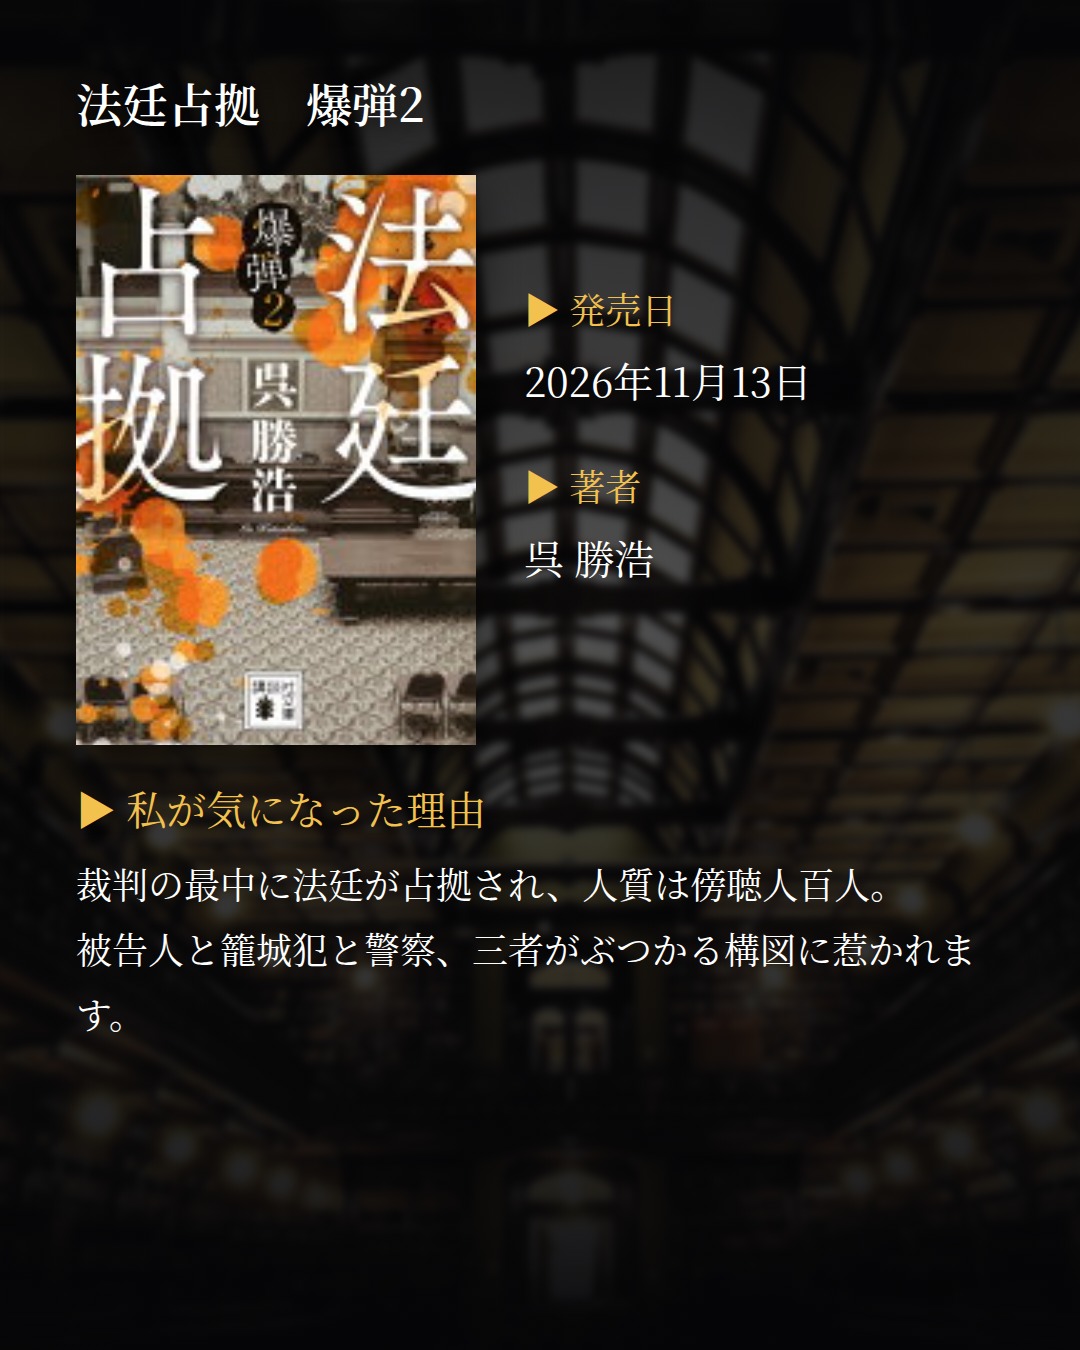 法廷占拠　爆弾2
法廷
占拠
爆弾2
呉勝浩
▶ 発売日
2026年11月13日
▶ 著者
呉 勝浩
▶ 私が気になった理由
裁判の最中に法廷が占拠され、人質は傍聴人百人。
被告人と籠城犯と警察、三者がぶつかる構図に惹かれま
す。